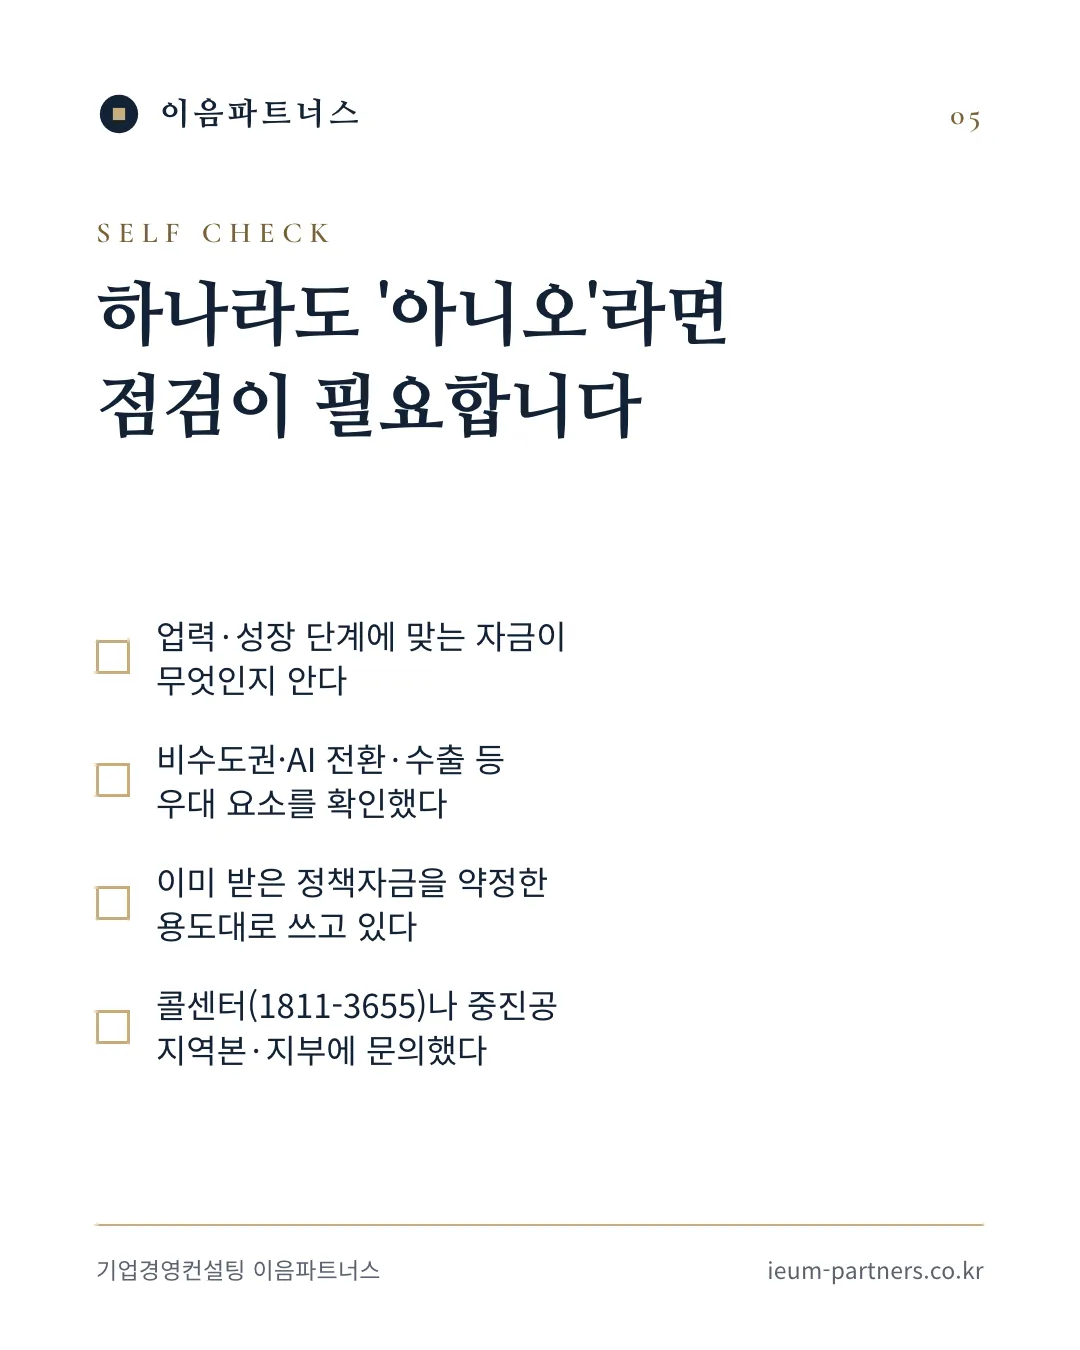 이음파트너스
05
SELF CHECK
하나라도 '아니오'라면
점검이 필요합니다
업력·성장 단계에 맞는 자금이
무엇인지 안다
비수도권·AI 전환·수출 등
우대 요소를 확인했다
이미 받은 정책자금을 약정한
용도대로 쓰고 있다
콜센터(1811-3655)나 중진공
지역본·지부에 문의했다
기업경영컨설팅 이음파트너스
ieum-partners.co.kr